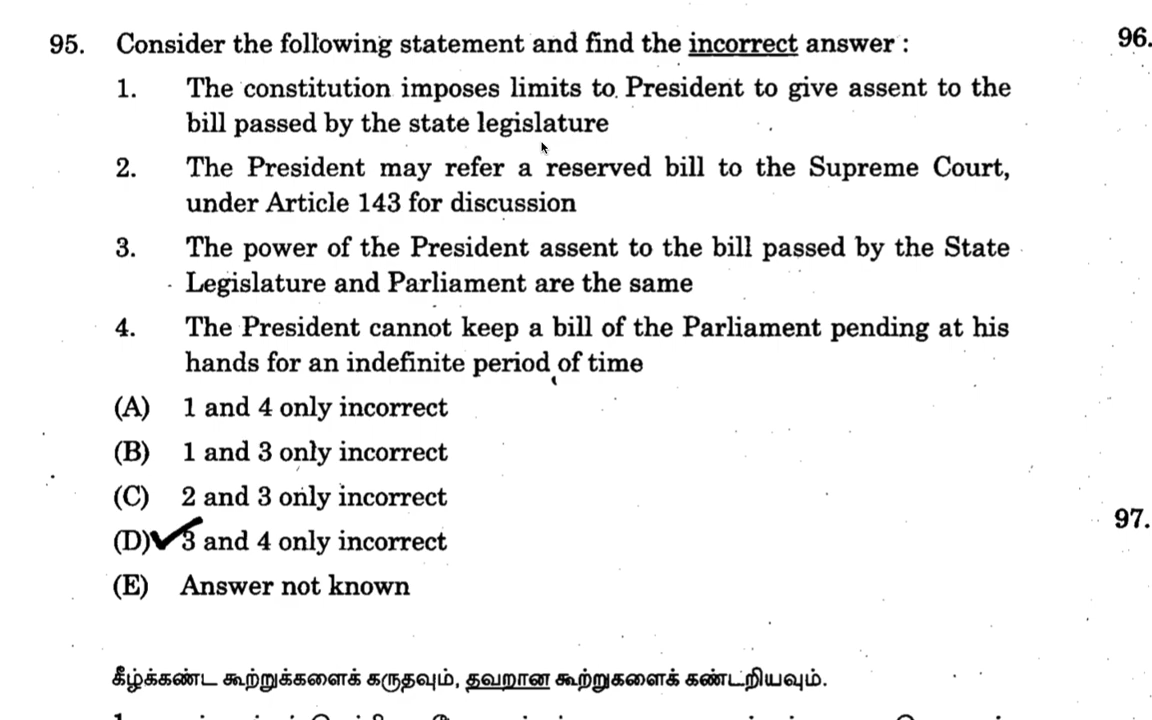 95. Consider the following statement and find the incorrect answer :
96.
1. The constitution imposes limits to President to give assent to the
bill passed by the state legislature
2. The President may refer a reserved bill to the Supreme Court,
under Article 143 for discussion
3. The power of the President assent to the bill passed by the State
Legislature and Parliament are the same
4. The President cannot keep a bill of the Parliament pending at his
hands for an indefinite period of time
(A) 1 and 4 only incorrect
(B) 1 and 3 only incorrect
(C) 2 and 3 only incorrect
97.
(D) 3 and 4 only incorrect
(E) Answer not known
கீழ்க்கண்ட கூற்றுக்களைக் கருதவும், தவறான கூற்றுகளைக் கண்டறியவும்.